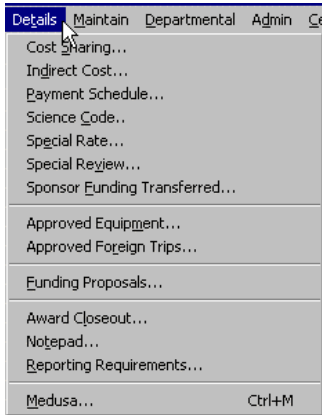 Details Maintain Departmental Admin Ce
Cost Sharing...
Indirect Cost...
Payment Schedule...
Science Code..
Special Rate...
Special Review...
Sponsor Funding Transferred...
Approved Equipment...
Approved Foreign Trips...
Funding Proposals...
Award Closeout...
Notepad...
Reporting Requirements...
Medusa... Ctrl+M